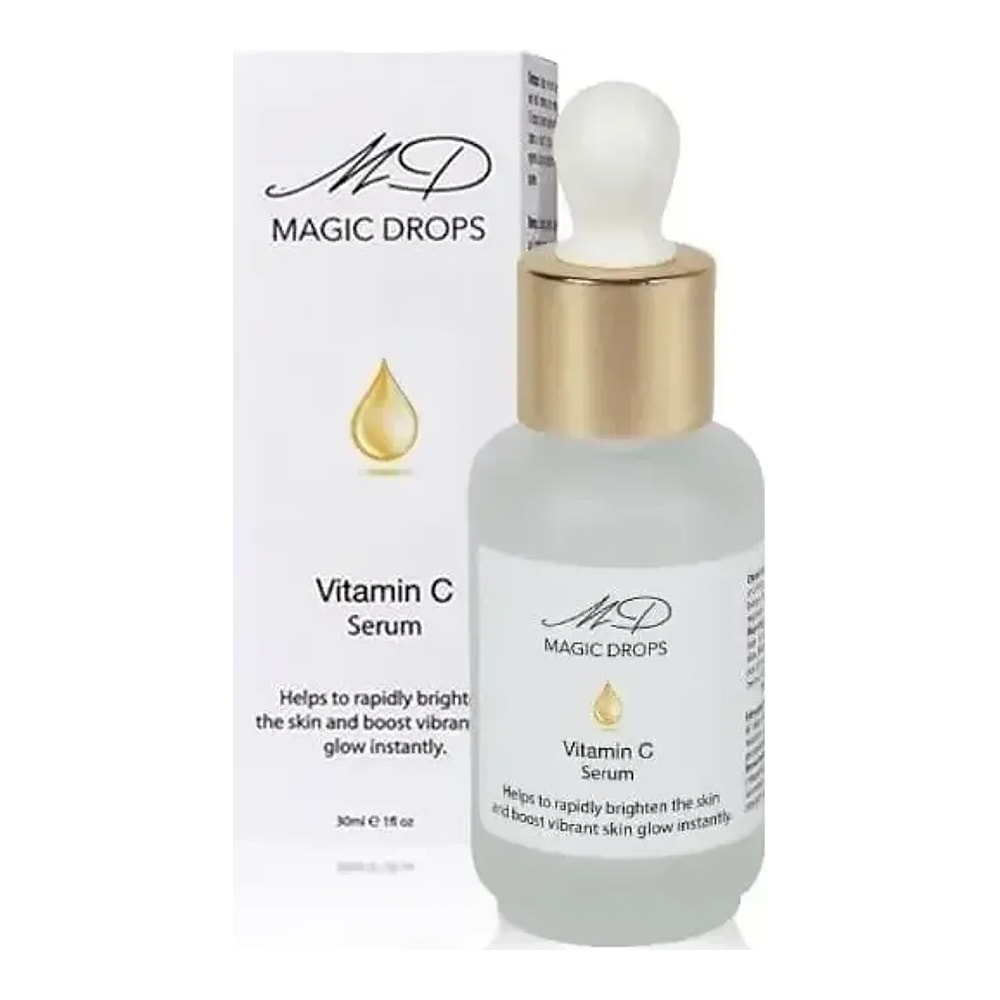 MD
MAGIC DROPS
Vitamin C
Serum
Helps to rapidly bright
the skin and boost vibran
glow instantly.
30ml e 1fl oz
MD
MAGIC DROPS
Vitamin C
Serum
Helps to rapidly brighten the skin
and boost vibrant skin glow instantly.